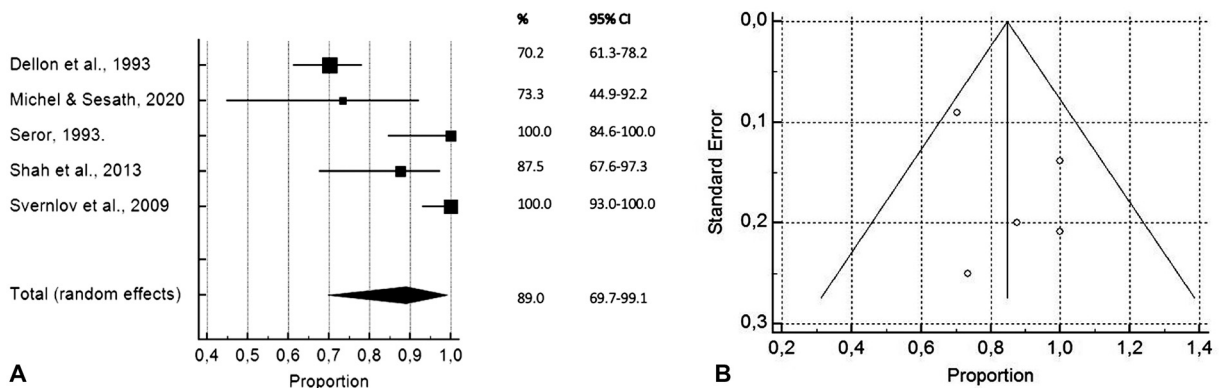 % 95% CI
Dellon et al., 1993 70.2 61.3-78.2
Michel & Sesath, 2020 73.3 44.9-92.2
Seror, 1993. 100.0 84.6-100.0
Shah et al., 2013 87.5 67.6-97.3
Svernlov et al., 2009 100.0 93.0-100.0
Total (random effects) 89.0 69.7-99.1
0,4 0,5 0,6 0,7 0,8 0,9 1,0
Proportion
A
0,0
0,1
0,2
0,3
Standard Error
0,2 0,4 0,6 0,8 1,0 1,2 1,4
Proportion
B